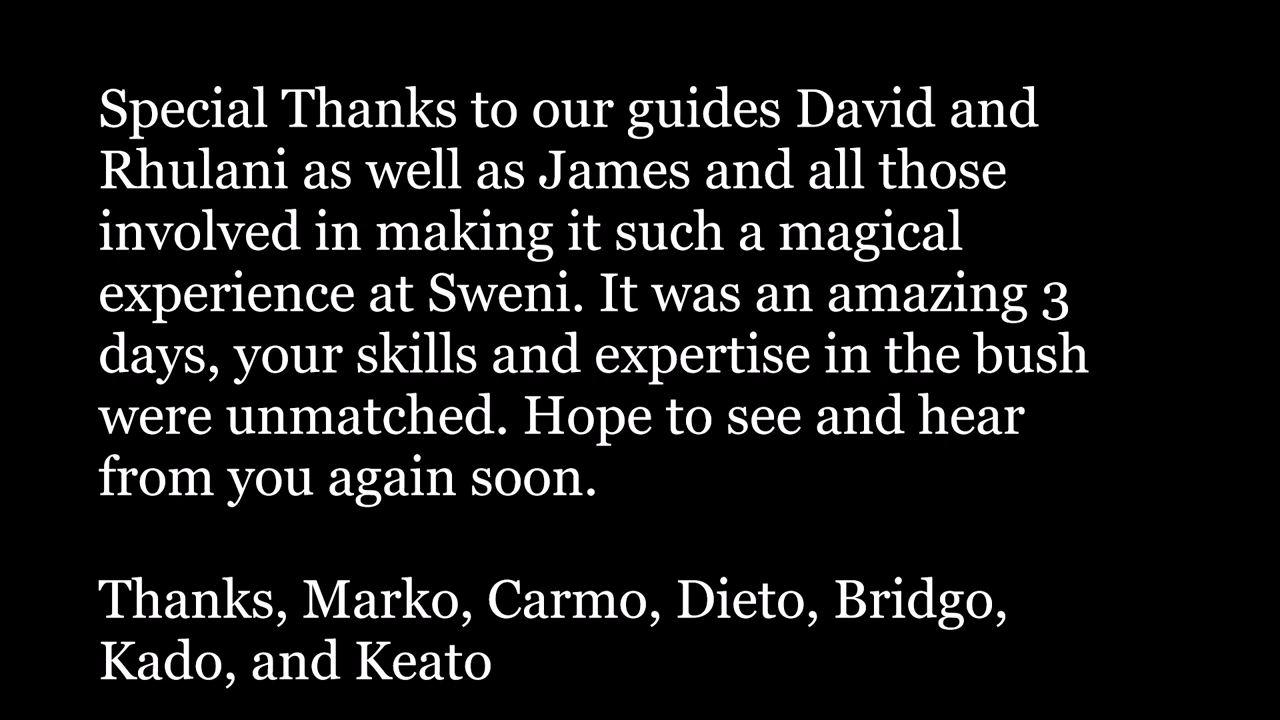 Special Thanks to our guides David and
Rhulani as well as James and all those
involved in making it such a magical
experience at Sweni. It was an amazing 3
days, your skills and expertise in the bush
were unmatched. Hope to see and hear
from you again soon.
Thanks, Marko, Carmo, Dieto, Bridgo,
Kado, and Keato